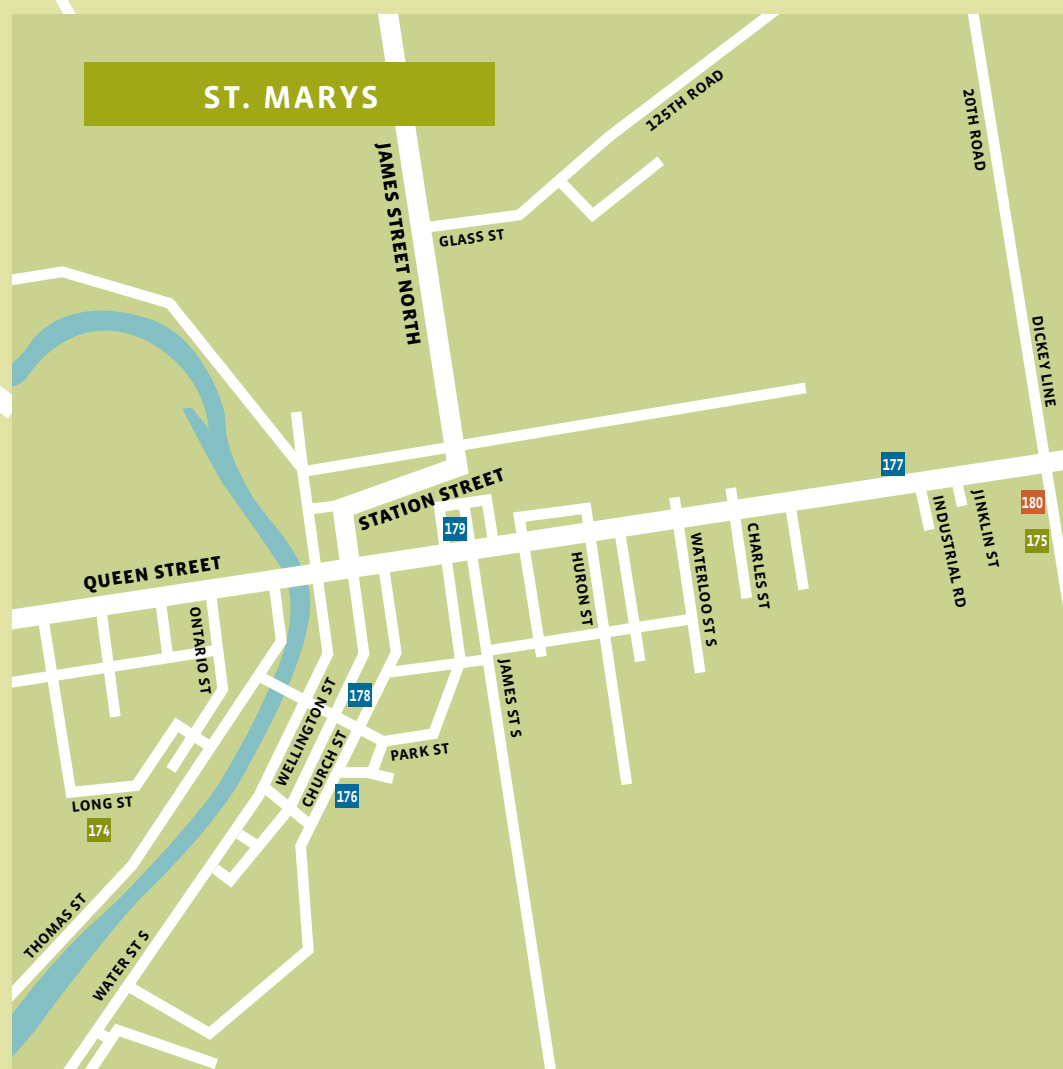 ST. MARYS
125TH ROAD
20TH ROAD
JAMES STREET NORTH
GLASS ST
DICKEY LINE
177
STATION STREET
179
180
175
JINKLIN ST
INDUSTRIAL RD
QUEEN STREET
CHARLES ST
WATERLOO ST S
HURON ST
ONTARIO ST
JAMES ST S
178
WELLINGTON ST
CHURCH ST
PARK ST
176
LONG ST
174
THOMAS ST
WATER ST S